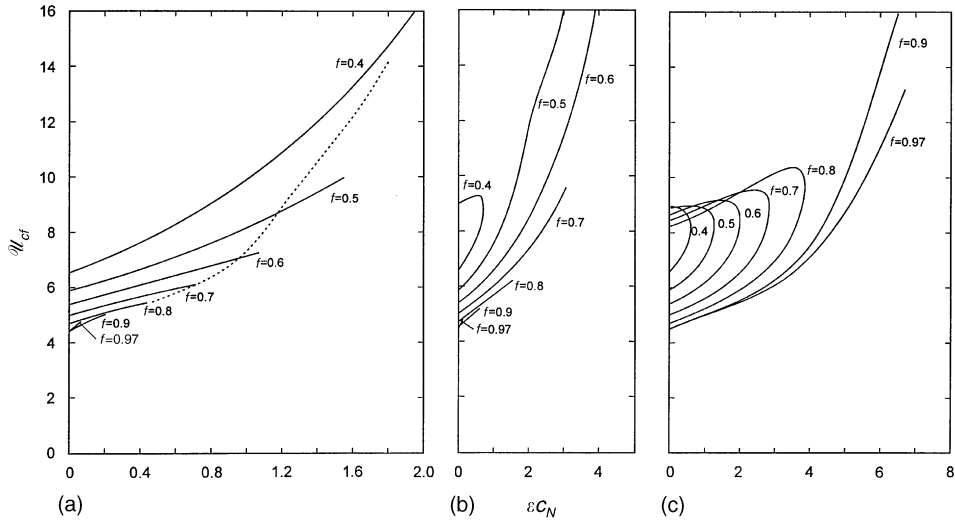 16
14
12
10
8
6
4
2
0
𝒰cf
f=0.4
f=0.5
f=0.6
f=0.7
f=0.8
f=0.9
f=0.97
0 0.4 0.8 1.2 1.6 2.0
(a)
f=0.4
f=0.5
f=0.6
f=0.7
f=0.8
f=0.9
f=0.97
0 2 4
(b) εcN
f=0.9
f=0.97
f=0.8
f=0.7
0.6
0.5
0.4
0 2 4 6 8
(c)